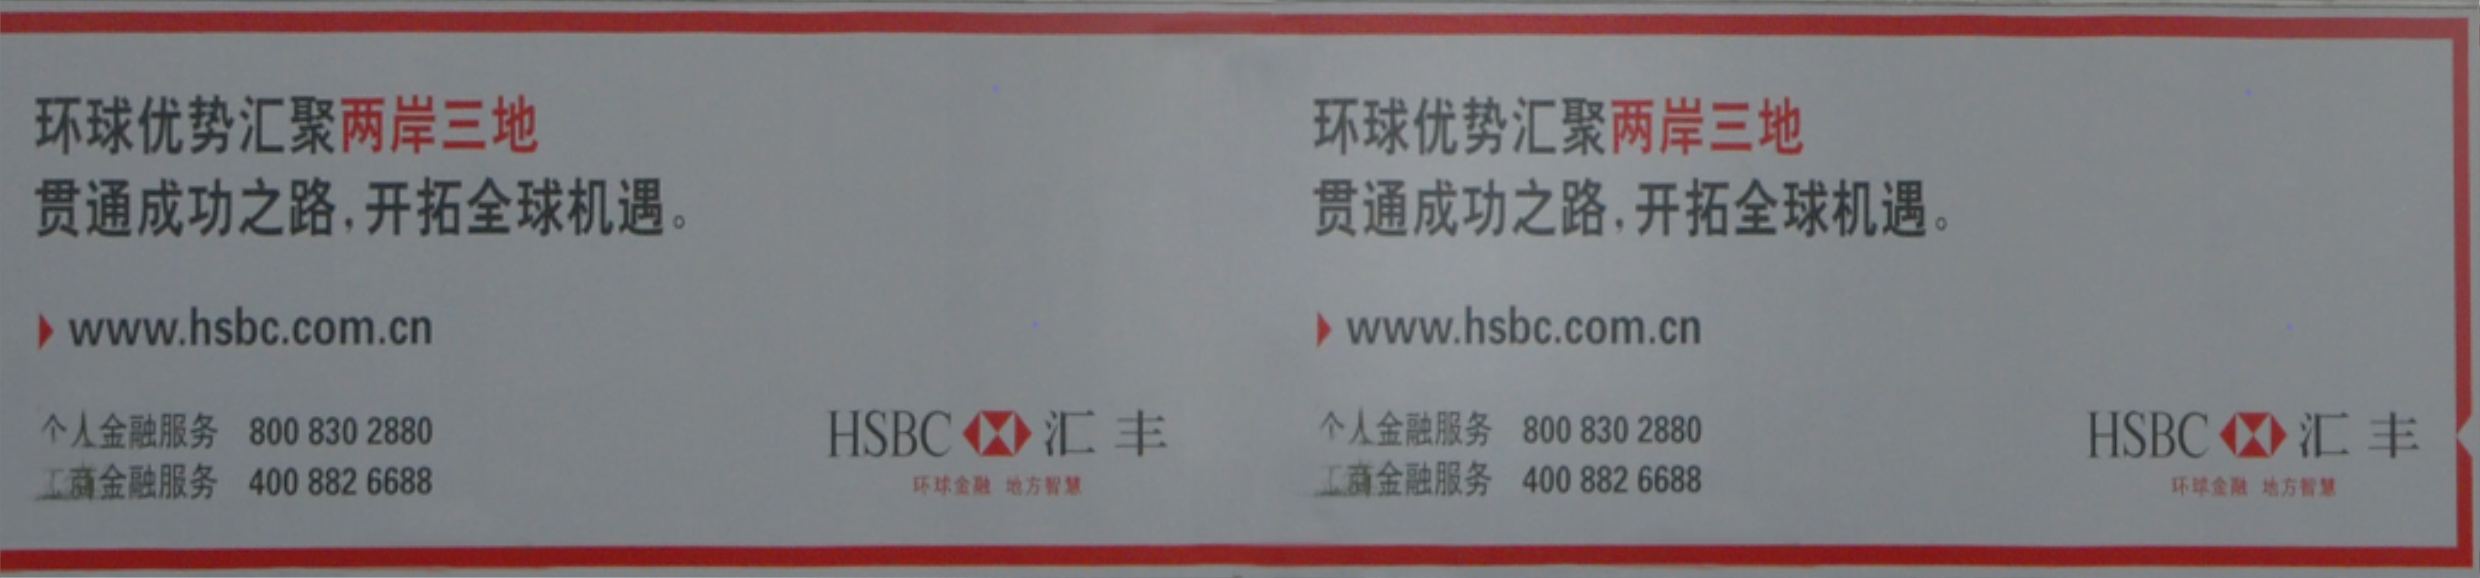 环球优势汇聚两岸三地
贯通成功之路,开拓全球机遇。
www.hsbc.com.cn
个人金融服务 800 830 2880
工商金融服务 400 882 6688
HSBC 汇丰
环球金融 地方智慧
环球优势汇聚两岸三地
贯通成功之路,开拓全球机遇。
www.hsbc.com.cn
个人金融服务 800 830 2880
工商金融服务 400 882 6688
HSBC 汇丰
环球金融 地方智慧